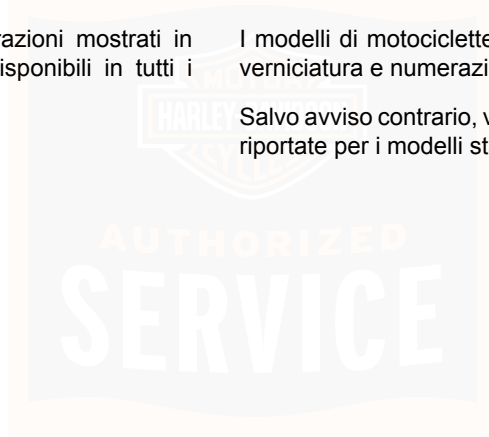 razioni mostrati in
isponibili in tutti i
I modelli di motociclette
verniciatura e numerazi
Salvo avviso contrario, v
riportate per i modelli st
MOTOR
HARLEY-DAVIDSON
CYCLES
AUTHORIZED
SERVICE